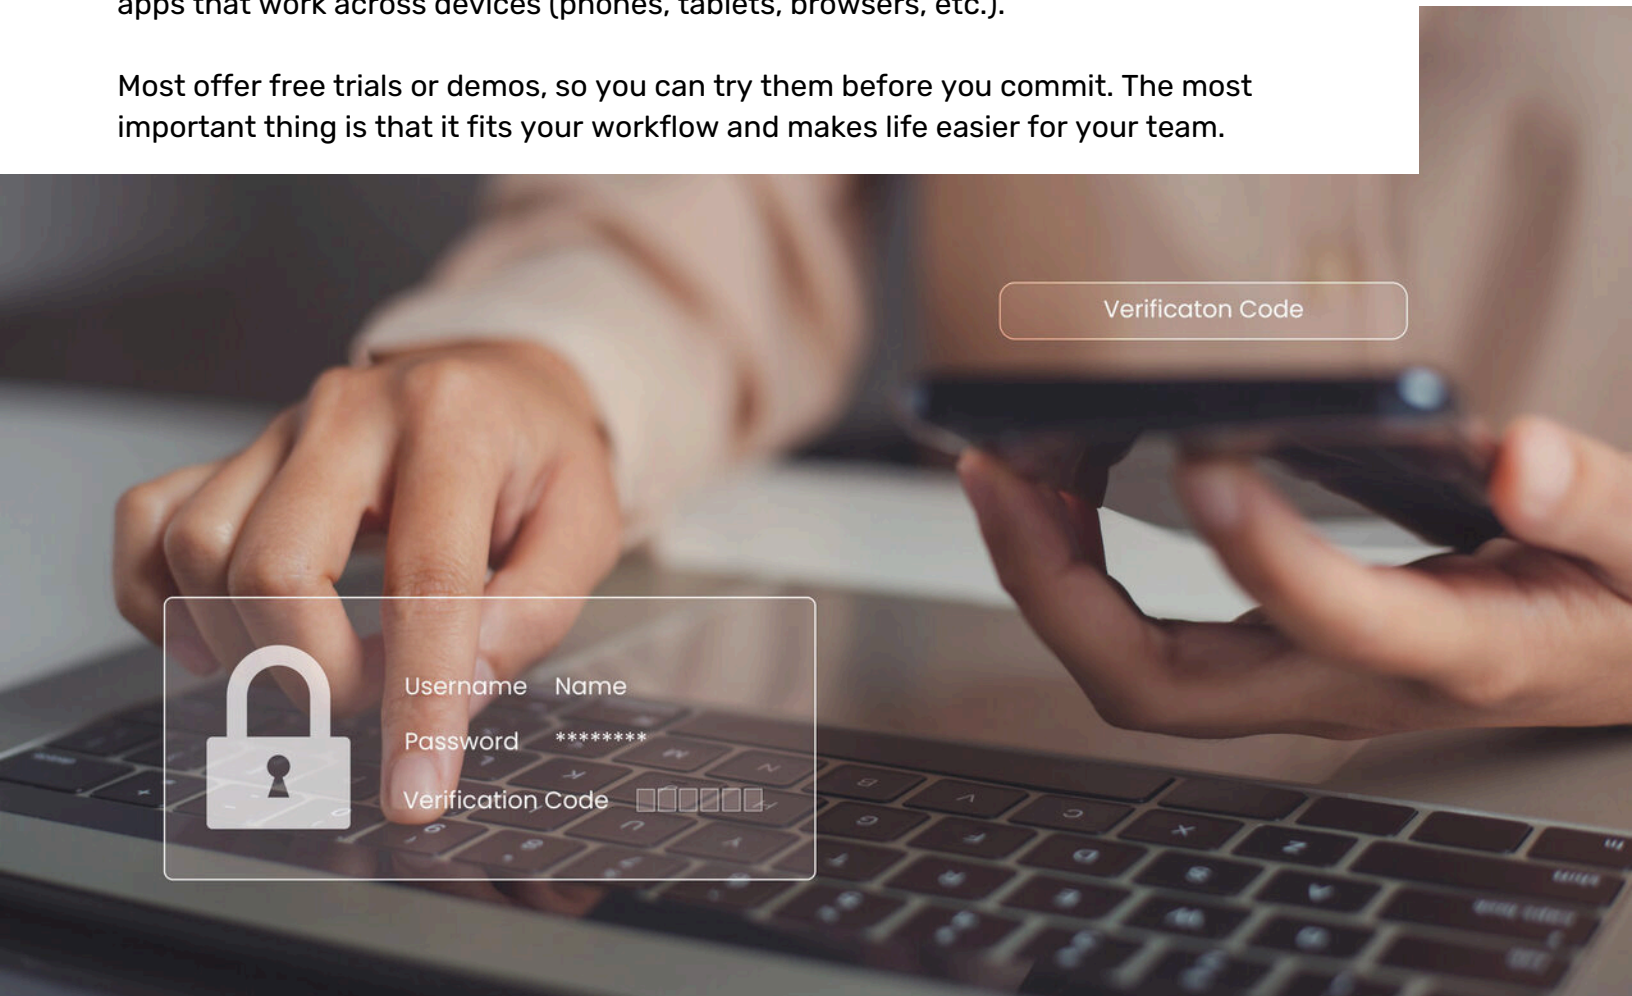 apps that work across devices (phones, tablets, browsers, etc.).
Most offer free trials or demos, so you can try them before you commit. The most
important thing is that it fits your workflow and makes life easier for your team.
Verificaton Code
Username Name
Password ********
Verification Code □□□□□□